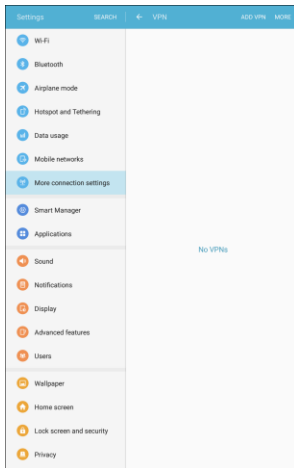 Settings SEARCH ← VPN ADD VPN MORE
Wi-Fi
Bluetooth
Airplane mode
Hotspot and Tethering
Data usage
Mobile networks
More connection settings
Smart Manager
Applications
No VPNs
Sound
Notifications
Display
Advanced features
Users
Wallpaper
Home screen
Lock screen and security
Privacy